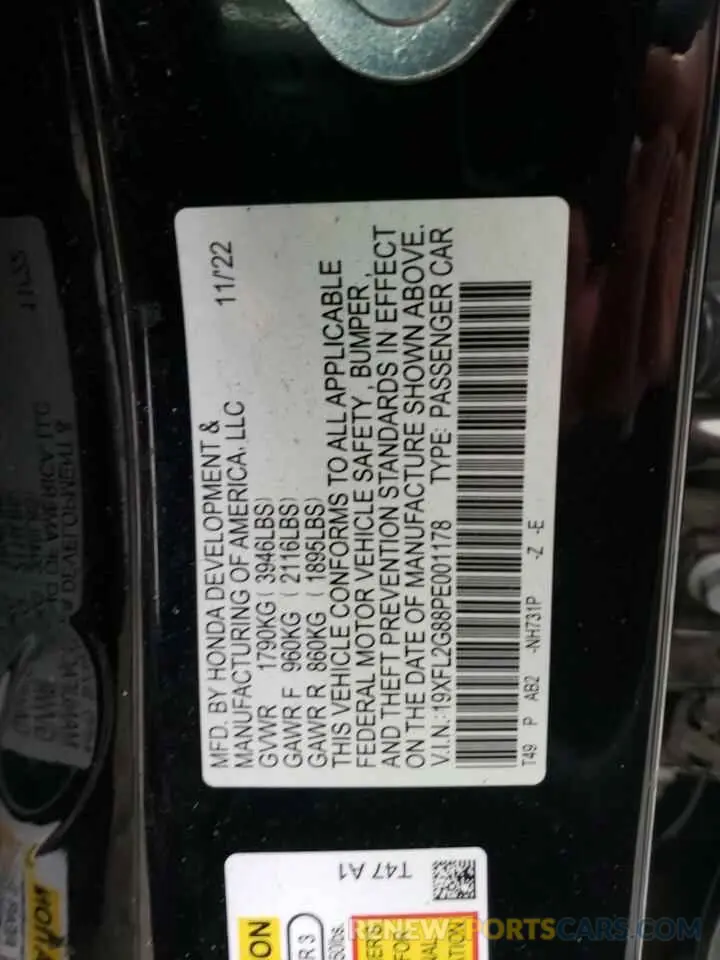 MFD. BY HONDA DEVELOPMENT &
MANUFACTURING OF AMERICA, LLC 11/'22
GVWR 1790KG ( 3946LBS)
GAWR F 960KG ( 2116LBS)
GAWR R 860KG ( 1895LBS)
THIS VEHICLE CONFORMS TO ALL APPLICABLE
FEDERAL MOTOR VEHICLE SAFETY , BUMPER ,
AND THEFT PREVENTION STANDARDS IN EFFECT
ON THE DATE OF MANUFACTURE SHOWN ABOVE.
V.I.N.: 19XFL2G88PE001178 TYPE: PASSENGER CAR
T49 P AB2 -NH731P -Z -E
T47 A1
RENEWSPORTSCARS.COM